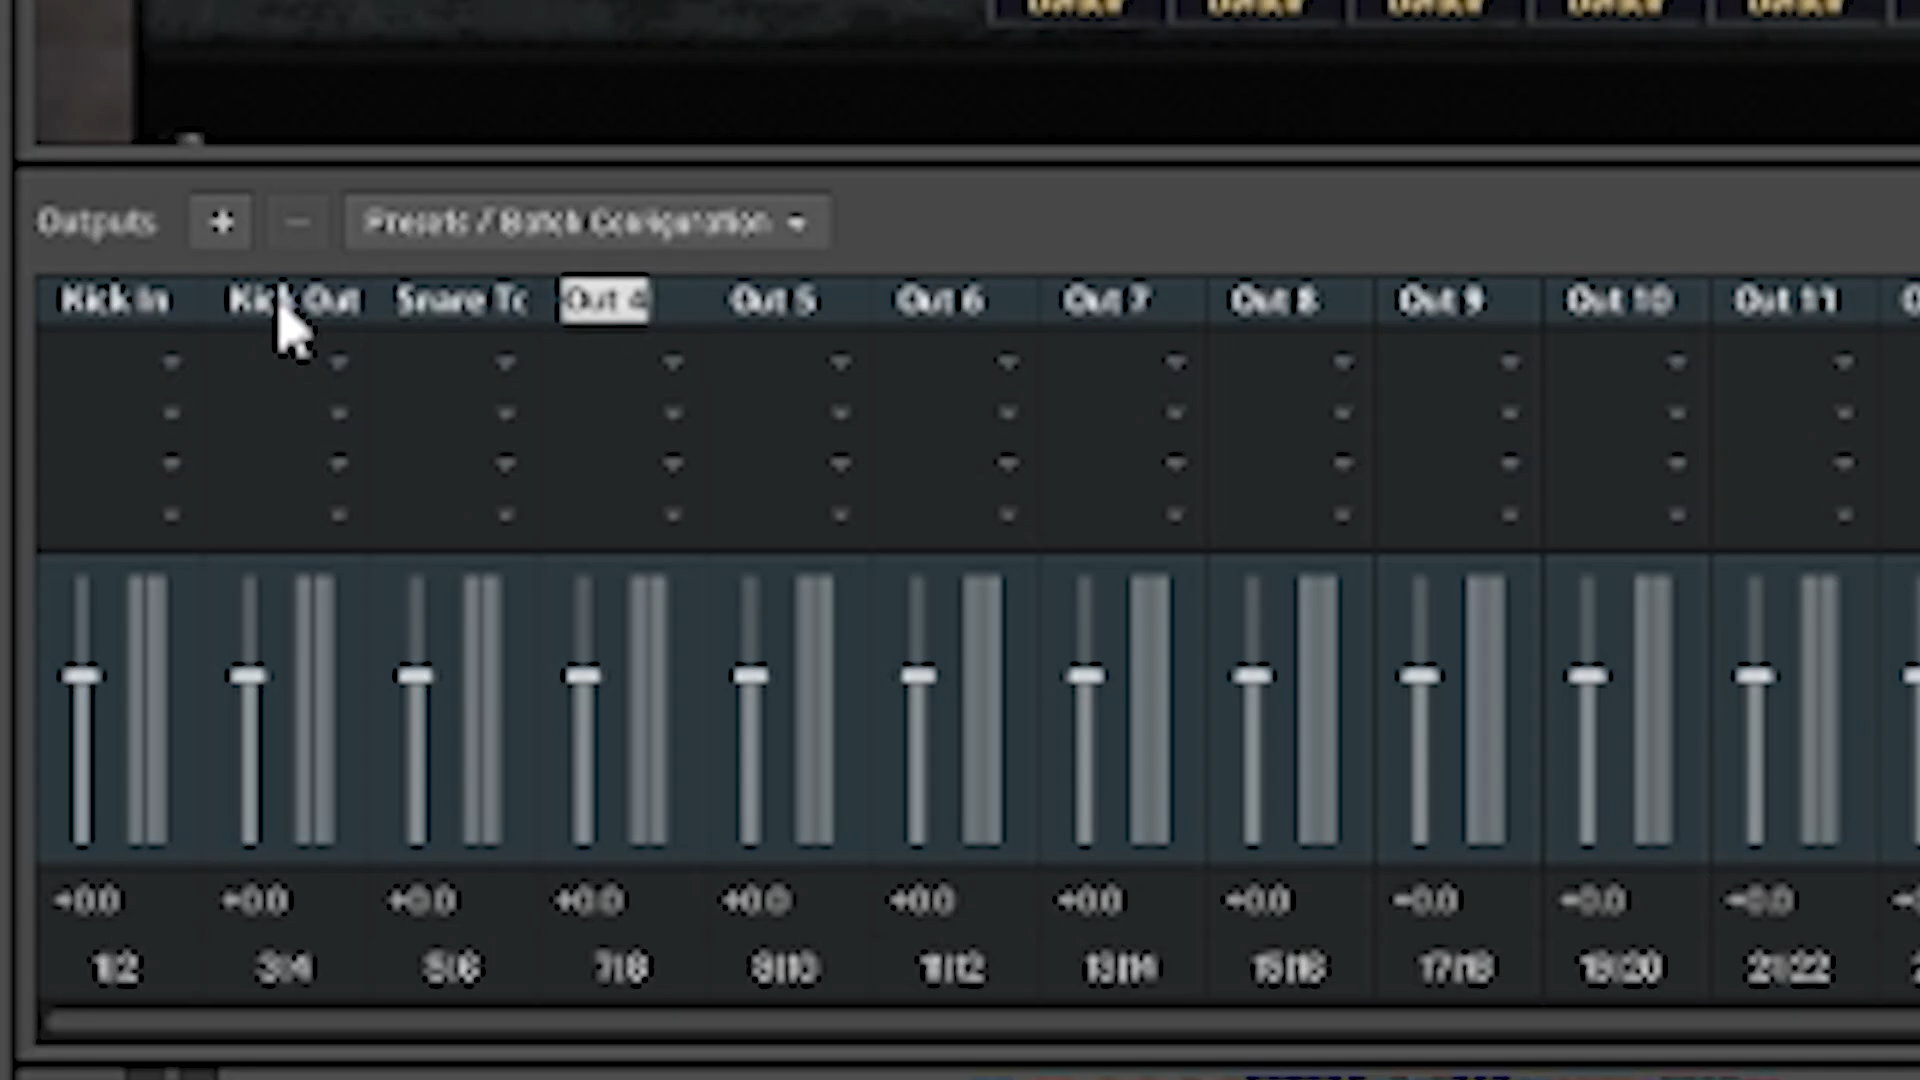 Outputs + − Presets / Batch Configuration
Kick In Kick Out Snare To Out 4 Out 5 Out 6 Out 7 Out 8 Out 9 Out 10 Out 11
+0.0 +0.0 +0.0 +0.0 +0.0 +0.0 +0.0 +0.0 +0.0 +0.0 +0.0
1|2 3|4 5|6 7|8 9|10 11|12 13|14 15|16 17|18 19|20 21|22